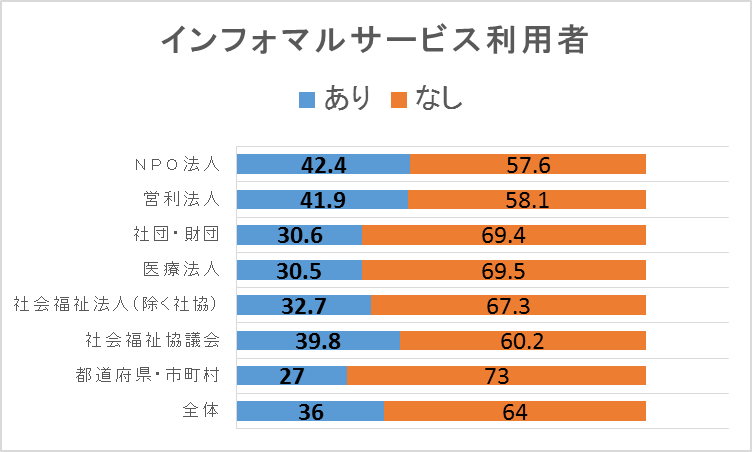 インフォマルサービス利用者
あり なし
NPO法人 42.4 57.6
営利法人 41.9 58.1
社団・財団 30.6 69.4
医療法人 30.5 69.5
社会福祉法人(除く社協) 32.7 67.3
社会福祉協議会 39.8 60.2
都道府県・市町村 27 73
全体 36 64